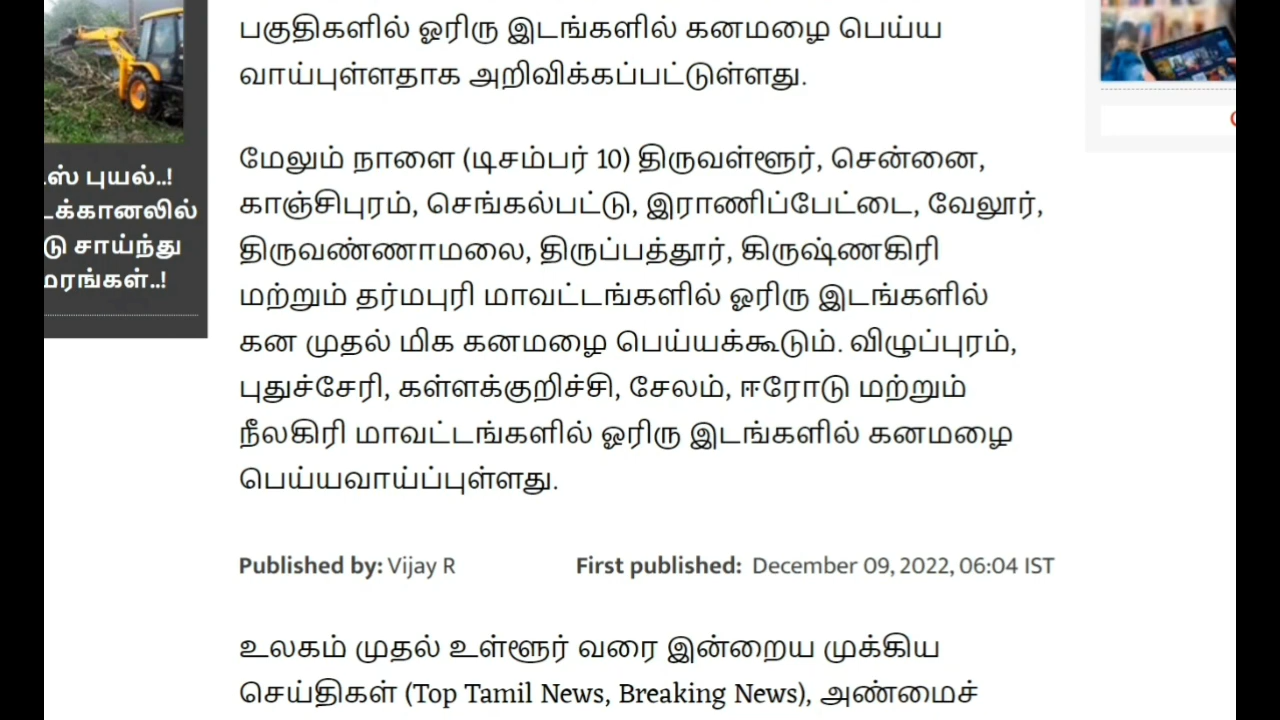 பகுதிகளில் ஓரிரு இடங்களில் கனமழை பெய்ய
வாய்புள்ளதாக அறிவிக்கப்பட்டுள்ளது.
மேலும் நாளை (டிசம்பர் 10) திருவள்ளூர், சென்னை,
காஞ்சிபுரம், செங்கல்பட்டு, இராணிப்பேட்டை, வேலூர்,
திருவண்ணாமலை, திருப்பத்தூர், கிருஷ்ணகிரி
மற்றும் தர்மபுரி மாவட்டங்களில் ஓரிரு இடங்களில்
கன முதல் மிக கனமழை பெய்யக்கூடும். விழுப்புரம்,
புதுச்சேரி, கள்ளக்குறிச்சி, சேலம், ஈரோடு மற்றும்
நீலகிரி மாவட்டங்களில் ஓரிரு இடங்களில் கனமழை
பெய்யவாய்ப்புள்ளது.
Published by: Vijay R
First published: December 09, 2022, 06:04 IST
உலகம் முதல் உள்ளூர் வரை இன்றைய முக்கிய
செய்திகள் (Top Tamil News, Breaking News), அண்மைச்
ஸ் புயல்..!
டக்கானலில்
டு சாய்ந்து
மரங்கள்..!